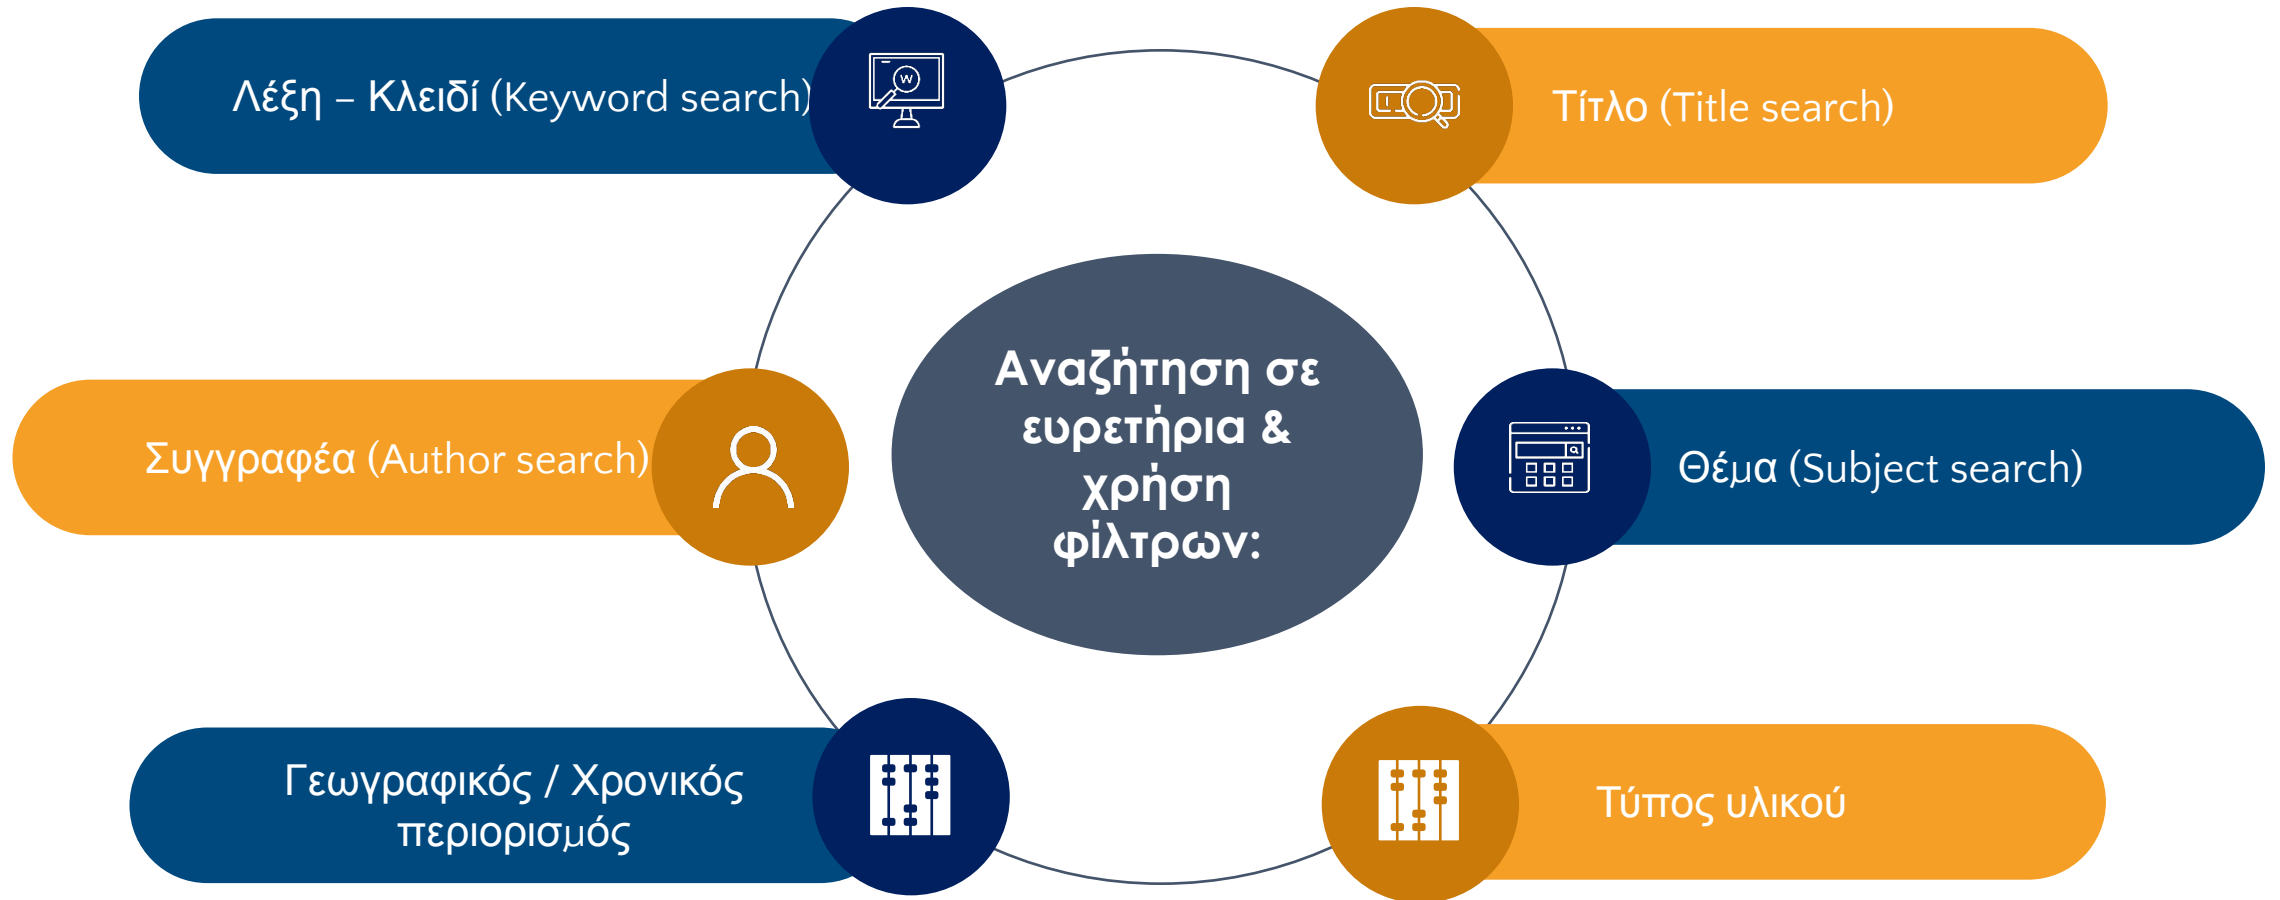 Λέξη – Κλειδί (Keyword search)
Τίτλο (Title search)
Αναζήτηση σε
ευρετήρια &
χρήση
φίλτρων:
Συγγραφέα (Author search)
Θέμα (Subject search)
Γεωγραφικός / Χρονικός
περιορισμός
Τύπος υλικού